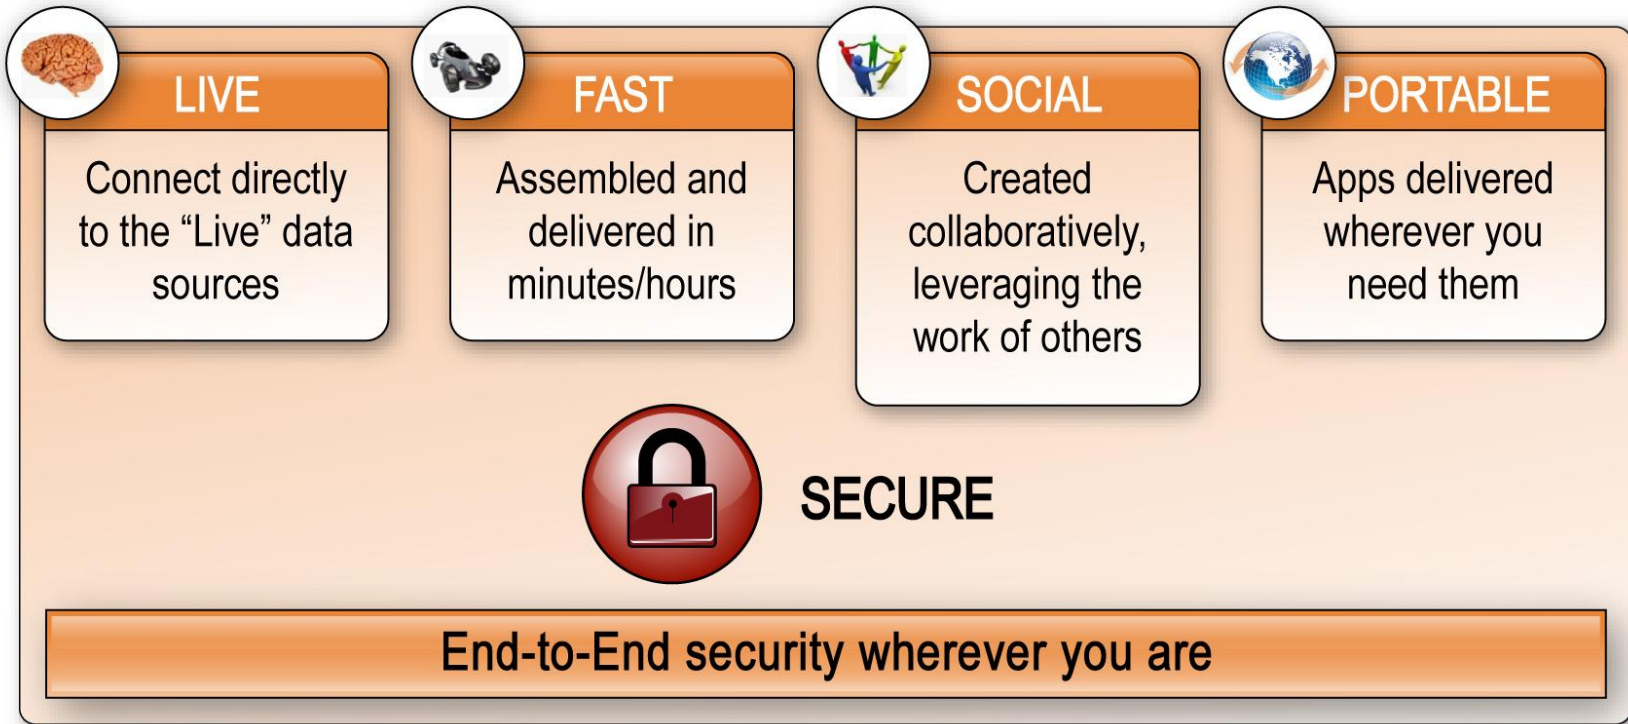 LIVE
Connect directly
to the “Live” data
sources
FAST
Assembled and
delivered in
minutes/hours
SOCIAL
Created
collaboratively,
leveraging the
work of others
PORTABLE
Apps delivered
wherever you
need them
SECURE
End-to-End security wherever you are